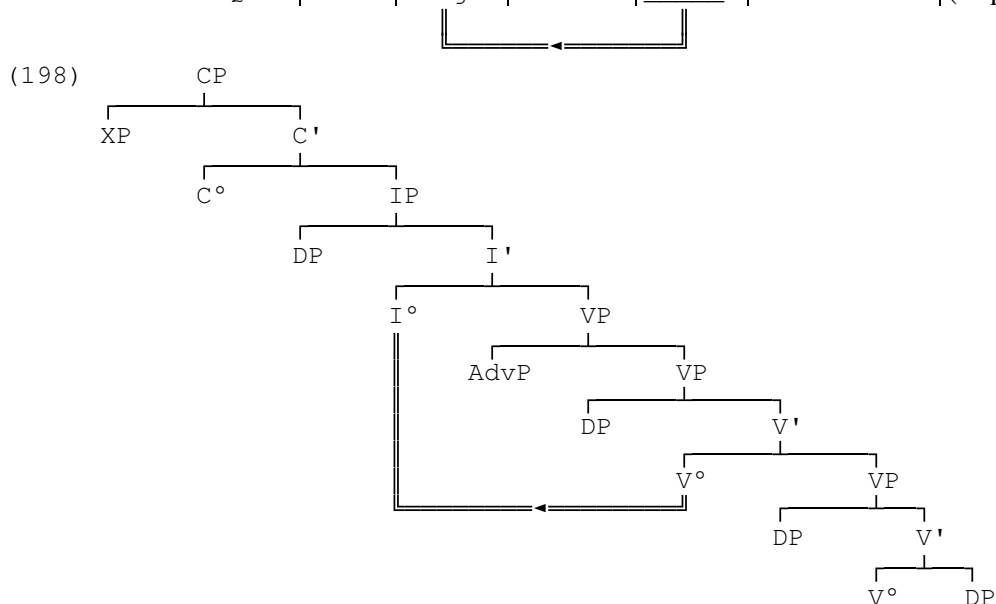 (198) CP
XP C'
C° IP
DP I'
I° VP
AdvP VP
DP V'
V° VP
DP V'
V° DP